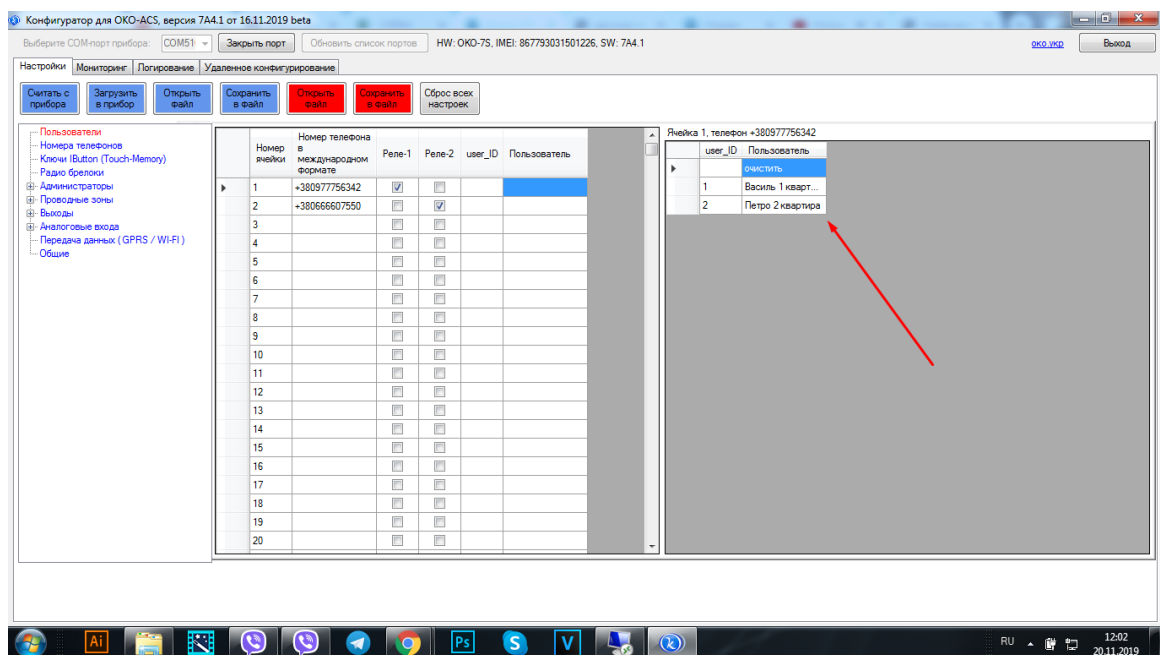 Конфигуратор для ОКО-ACS, версия 7A4.1 от 16.11.2019 beta
Выберите COM-порт прибора: COM51 Закрыть порт Обновить список портов HW: OKO-7S, IMEI: 867793031501226, SW: 7A4.1 око.укр Выход
Настройки Мониторинг Логирование Удаленное конфигурирование
Считать с прибора Загрузить в прибор Открыть файл Сохранить в файл Открыть файл Сохранить в файл Сброс всех настроек
Пользователи
Номера телефонов
Ключи IButton (Touch-Memory)
Радио брелоки
Администраторы
Проводные зоны
Выходы
Аналоговые входа
Передача данных ( GPRS / WI-FI )
Общие
Номер ячейки Номер телефона в международном формате Реле-1 Реле-2 user_ID Пользователь
1 +380977756342
2 +380666607550
3
4
5
6
7
8
9
10
11
12
13
14
15
16
17
18
19
20
Ячейка 1, телефон +380977756342
user_ID Пользователь
очистить
1 Василь 1 кварт...
2 Петро 2 квартира
Ai Ps S V k RU 12:02
20.11.2019